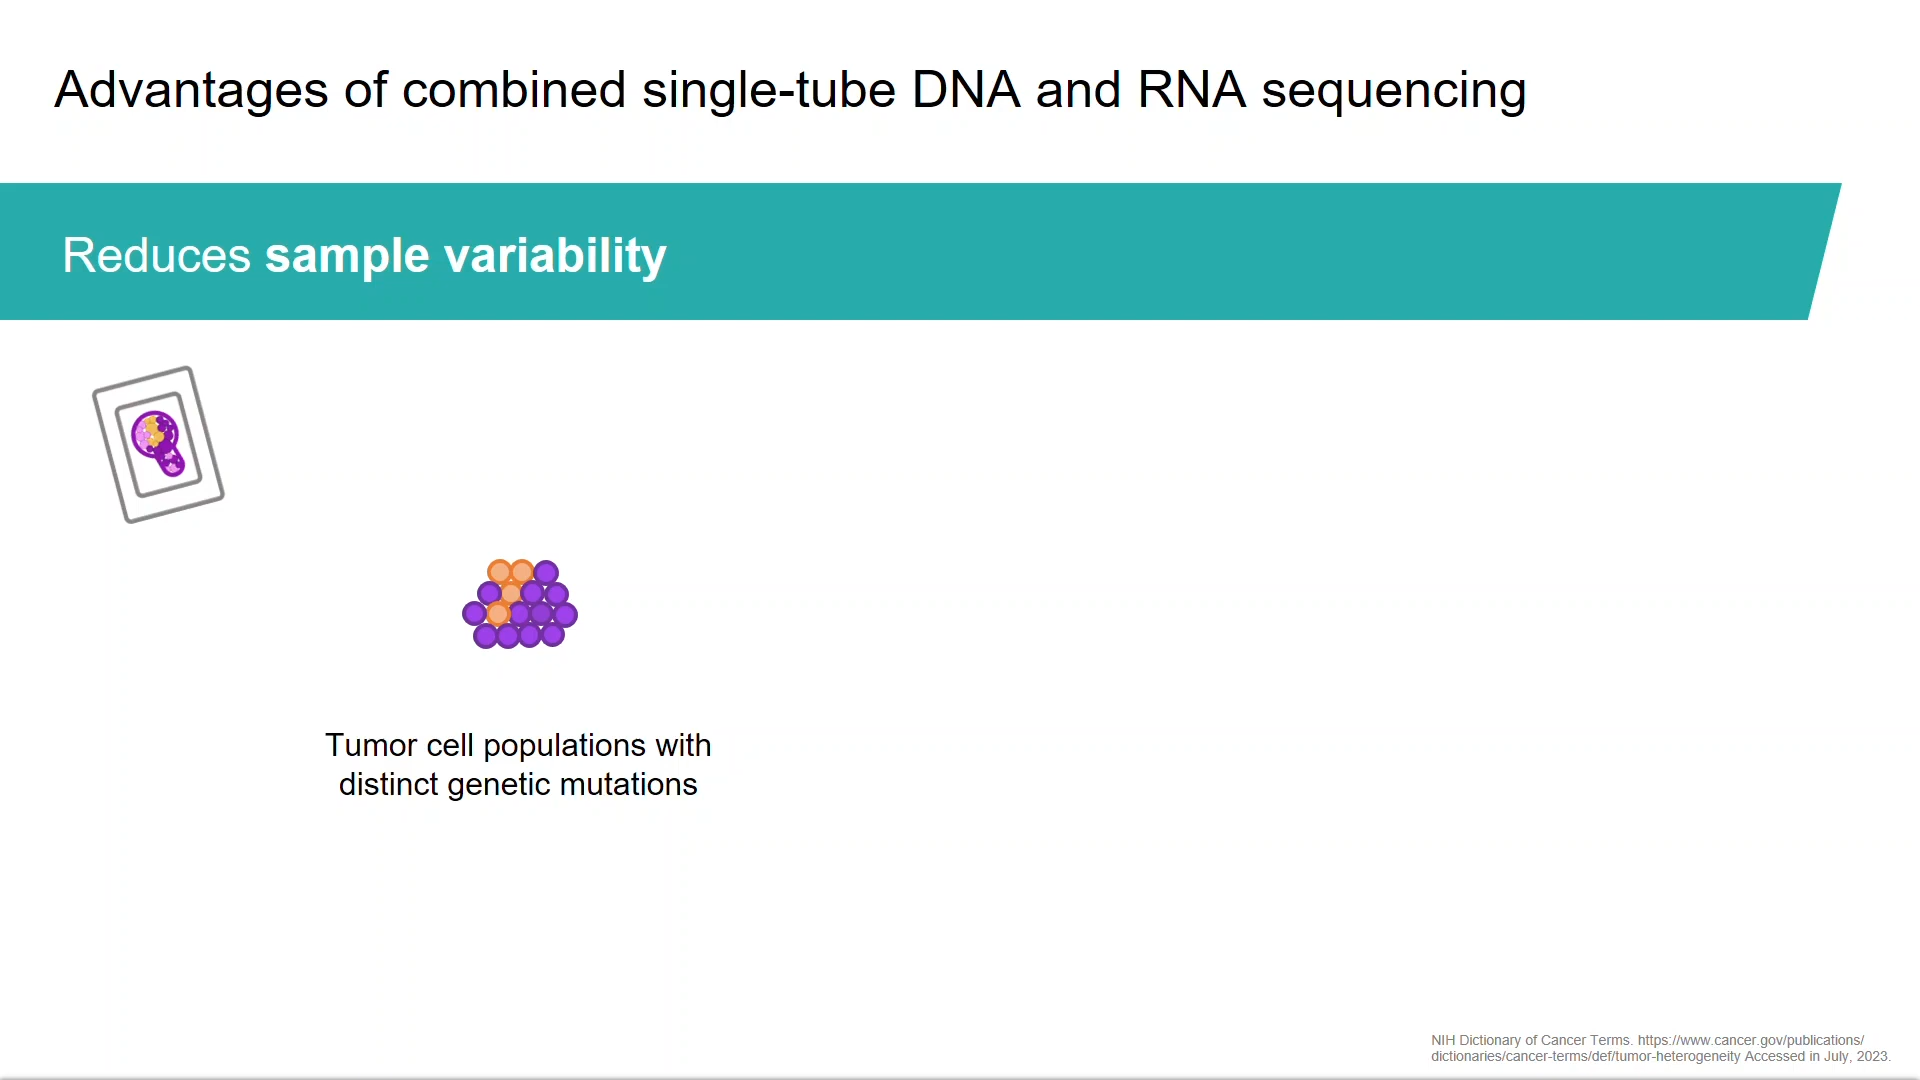 Advantages of combined single-tube DNA and RNA sequencing
Reduces sample variability
Tumor cell populations with
distinct genetic mutations
NIH Dictionary of Cancer Terms. https://www.cancer.gov/publications/
dictionaries/cancer-terms/def/tumor-heterogeneity Accessed in July, 2023.